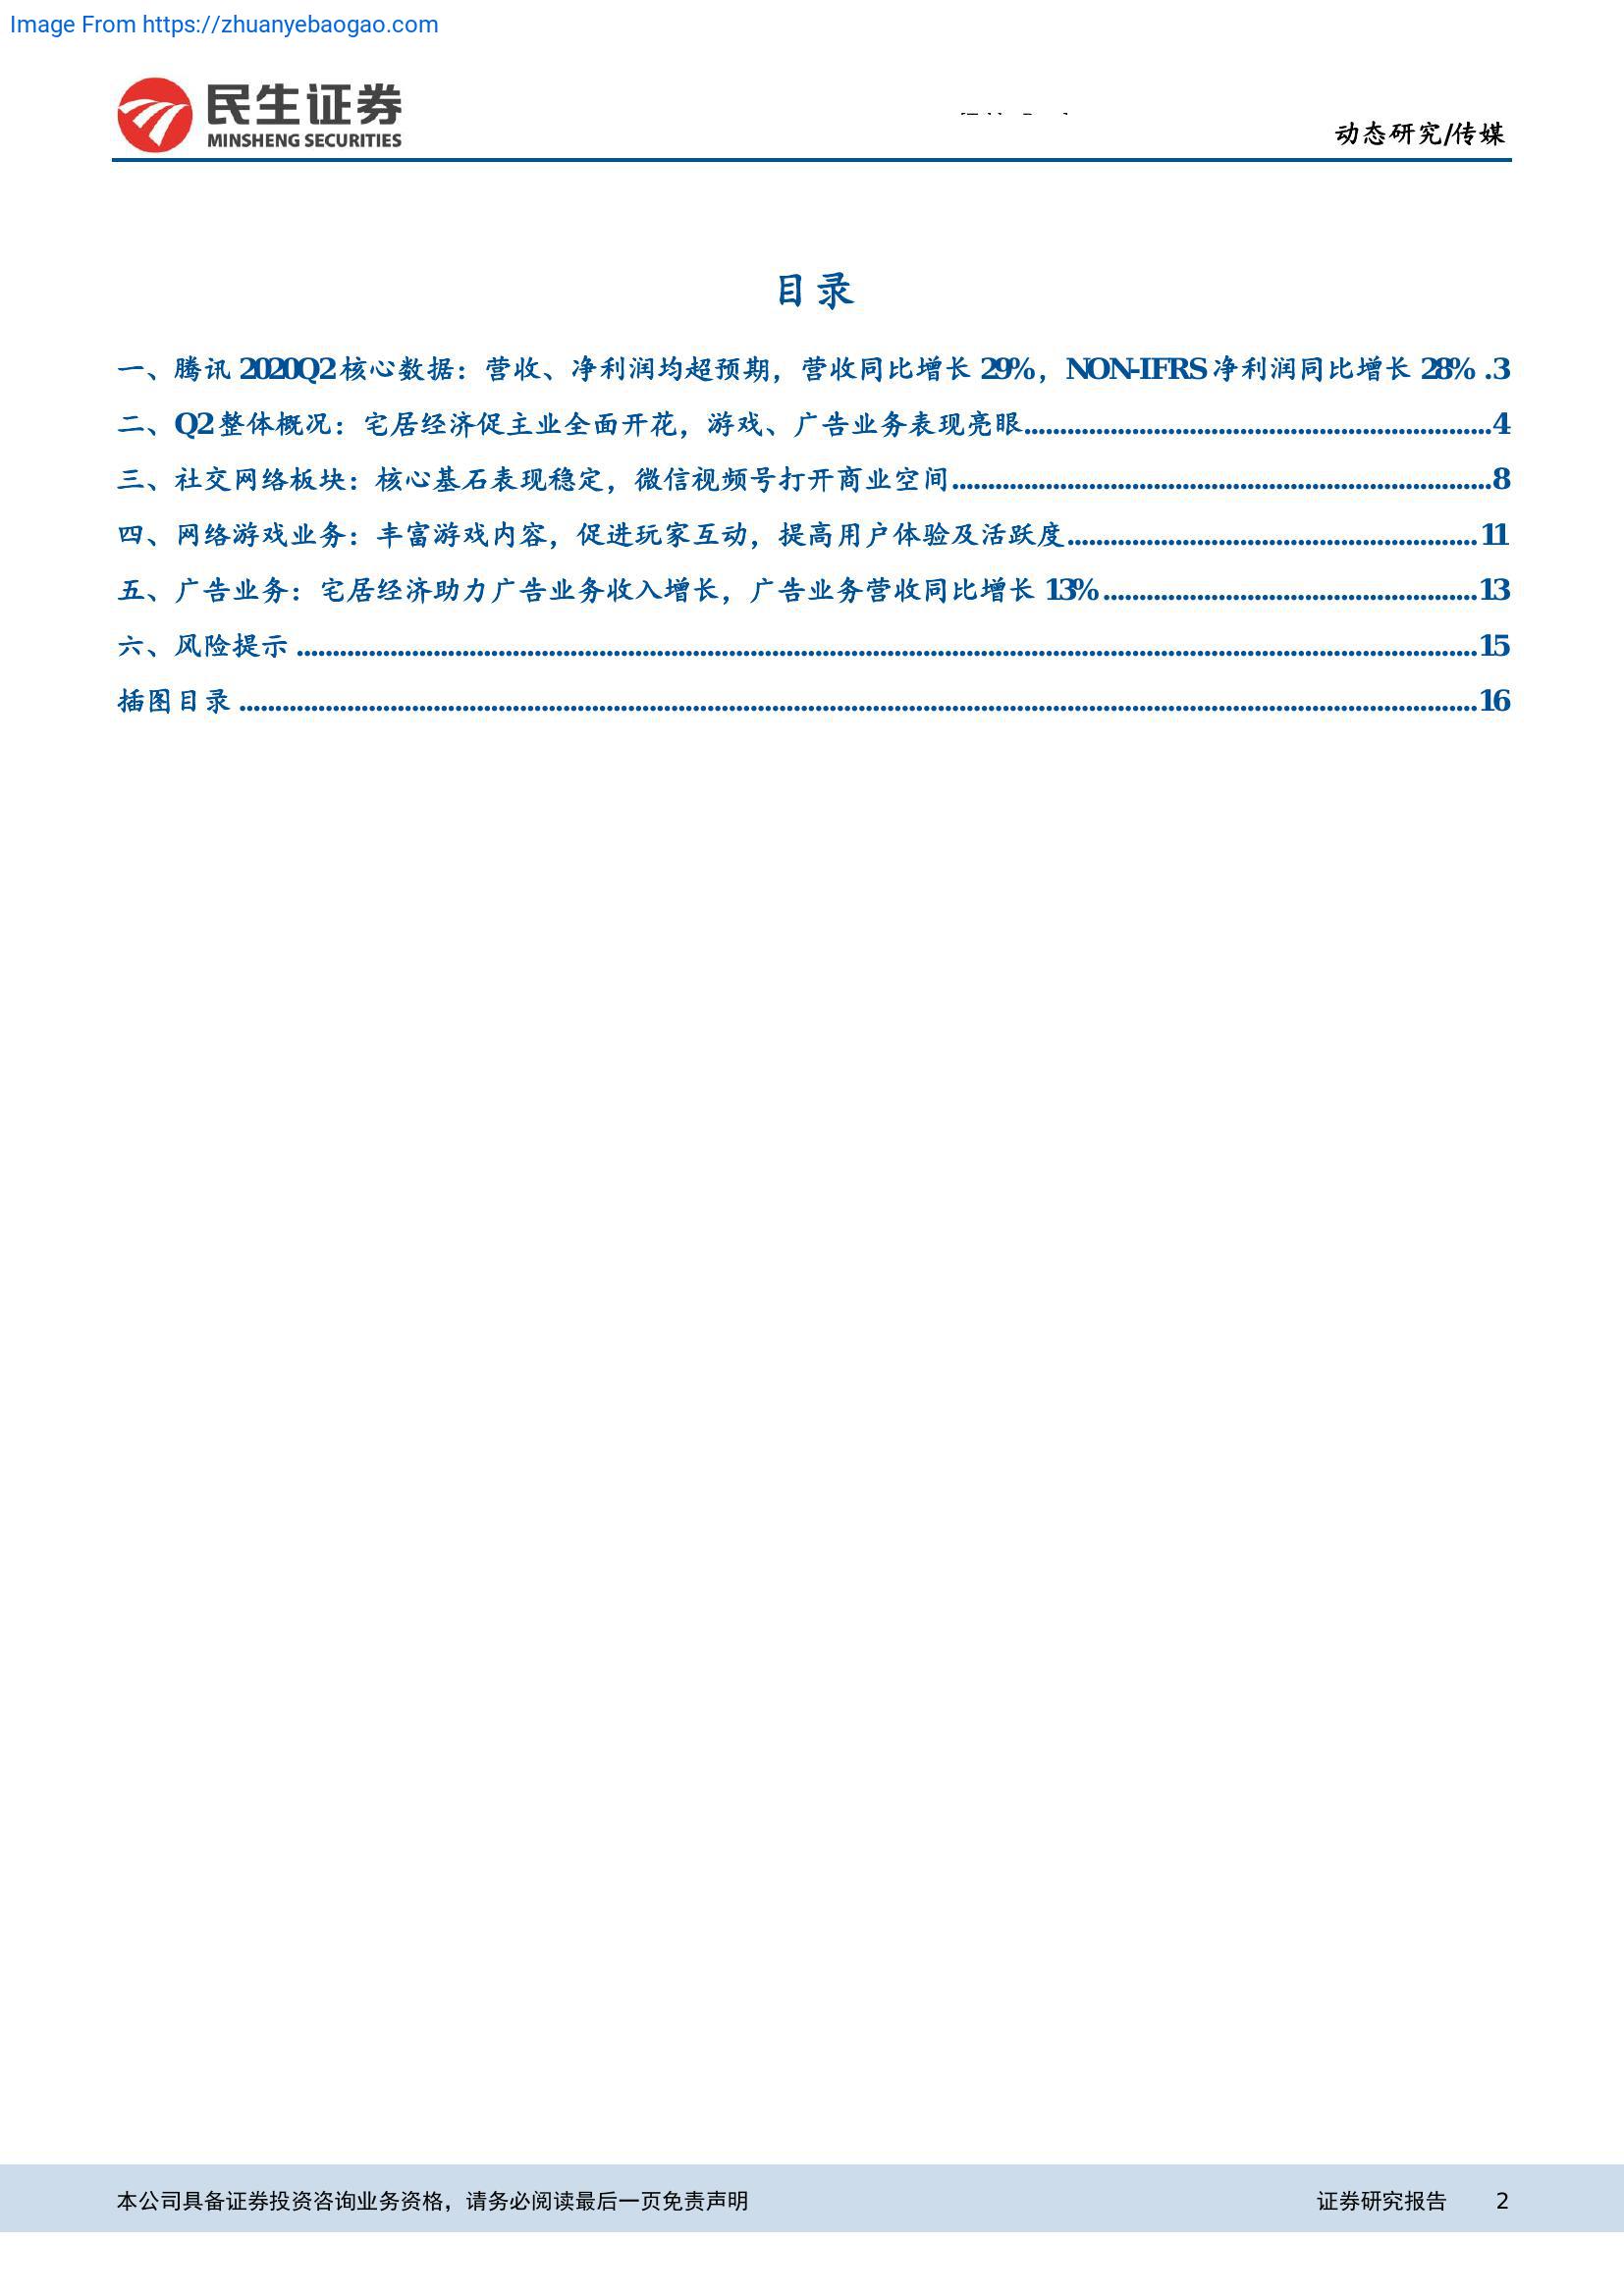 Image From https://zhuanyebaogao.com
民生证券
MINSHENG SECURITIES
动态研究/传媒
目录
一、腾讯 2020Q2 核心数据：营收、净利润均超预期，营收同比增长 29%，NON-IFRS 净利润同比增长 28% .3
二、Q2 整体概况：宅居经济促主业全面开花，游戏、广告业务表现亮眼.................................................................4
三、社交网络板块：核心基石表现稳定，微信视频号打开商业空间...........................................................................8
四、网络游戏业务：丰富游戏内容，促进玩家互动，提高用户体验及活跃度.........................................................11
五、广告业务：宅居经济助力广告业务收入增长，广告业务营收同比增长 13%....................................................13
六、风险提示 ....................................................................................................................................................................15
插图目录 ............................................................................................................................................................................16
本公司具备证券投资咨询业务资格，请务必阅读最后一页免责声明
证券研究报告 2